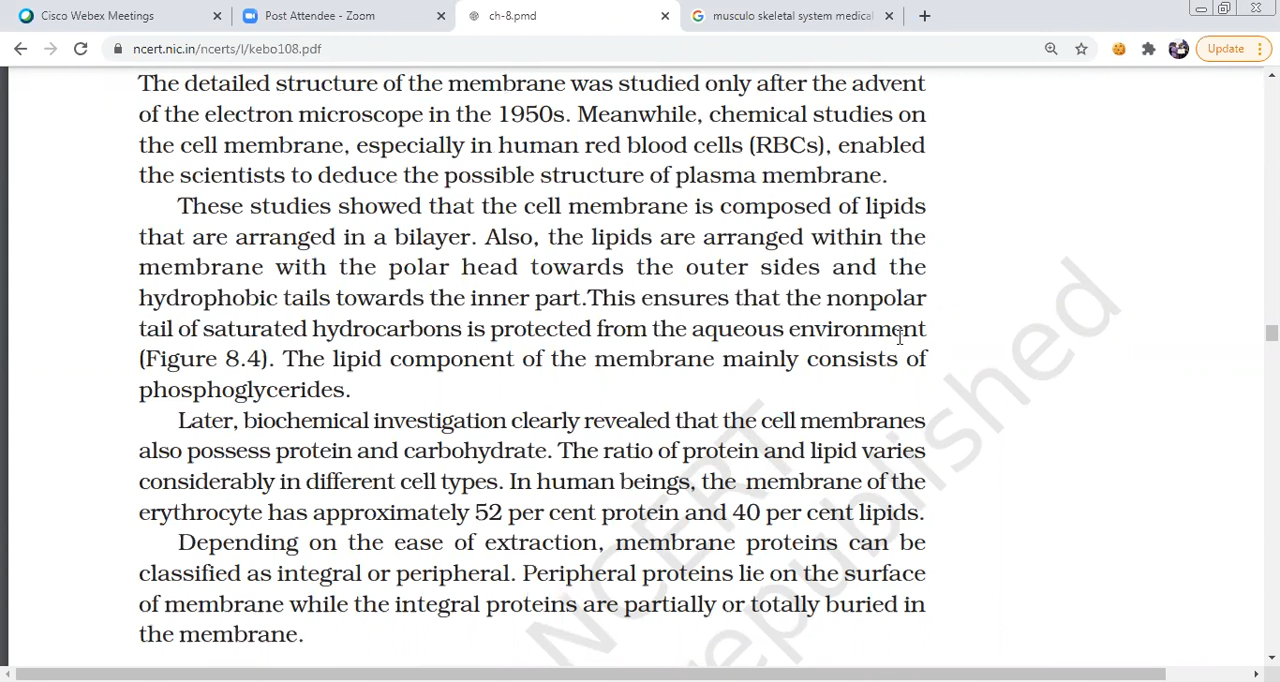 Cisco Webex Meetings
Post Attendee - Zoom
ch-8.pmd
musculo skeletal system medical
ncert.nic.in/ncerts/l/kebo108.pdf
Update
The detailed structure of the membrane was studied only after the advent
of the electron microscope in the 1950s. Meanwhile, chemical studies on
the cell membrane, especially in human red blood cells (RBCs), enabled
the scientists to deduce the possible structure of plasma membrane.
These studies showed that the cell membrane is composed of lipids
that are arranged in a bilayer. Also, the lipids are arranged within the
membrane with the polar head towards the outer sides and the
hydrophobic tails towards the inner part.This ensures that the nonpolar
tail of saturated hydrocarbons is protected from the aqueous environment
(Figure 8.4). The lipid component of the membrane mainly consists of
phosphoglycerides.
Later, biochemical investigation clearly revealed that the cell membranes
also possess protein and carbohydrate. The ratio of protein and lipid varies
considerably in different cell types. In human beings, the membrane of the
erythrocyte has approximately 52 per cent protein and 40 per cent lipids.
Depending on the ease of extraction, membrane proteins can be
classified as integral or peripheral. Peripheral proteins lie on the surface
of membrane while the integral proteins are partially or totally buried in
the membrane.
NCERT
republished